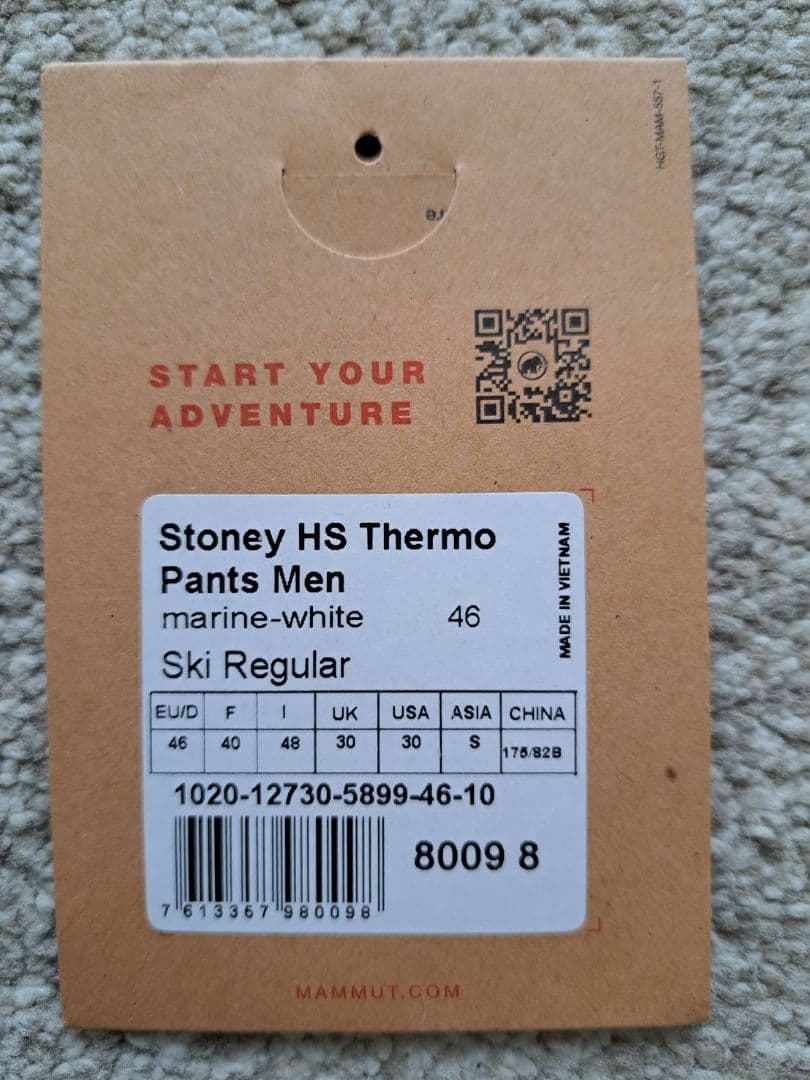 HGT-MAM-557-1
START YOUR
ADVENTURE
Stoney HS Thermo
Pants Men
marine-white 46
Ski Regular
MADE IN VIETNAM
EU/D F I UK USA ASIA CHINA
46 40 48 30 30 S 175/82B
1020-12730-5899-46-10
8009 8
7 613357 980098
MAMMUT.COM